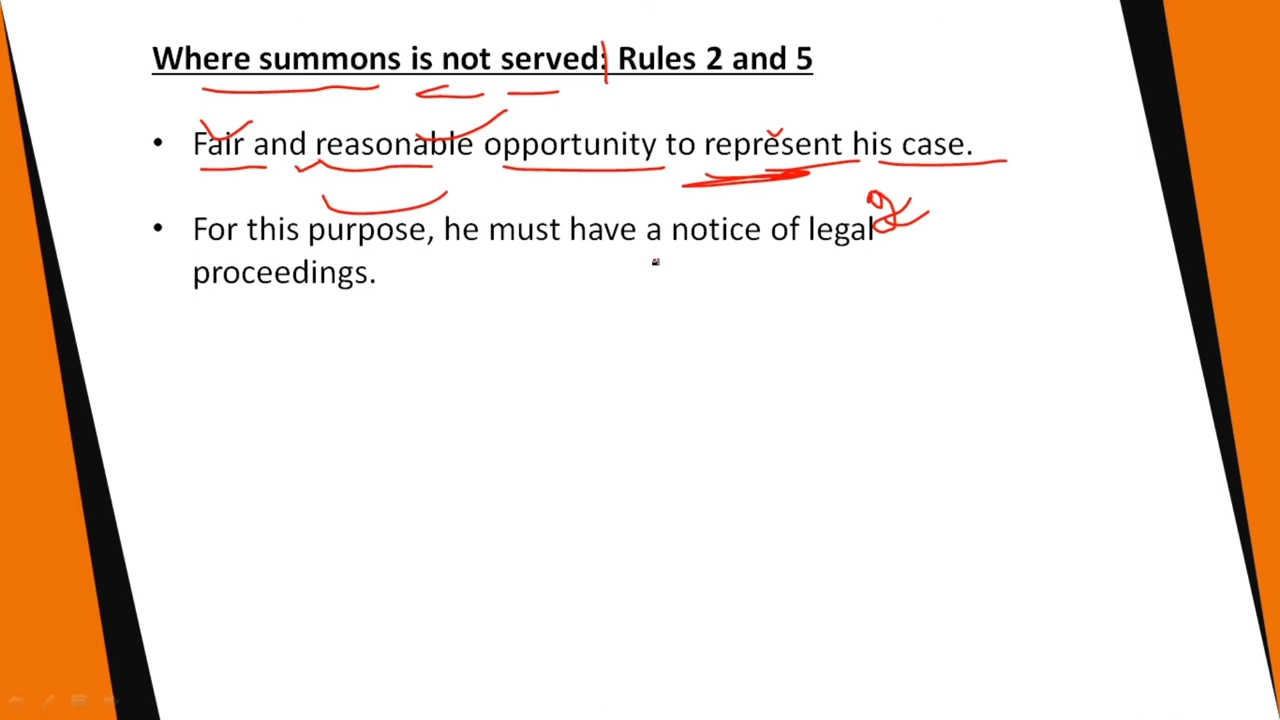 Where summons is not served: Rules 2 and 5
• Fair and reasonable opportunity to represent his case.
• For this purpose, he must have a notice of legal
proceedings.